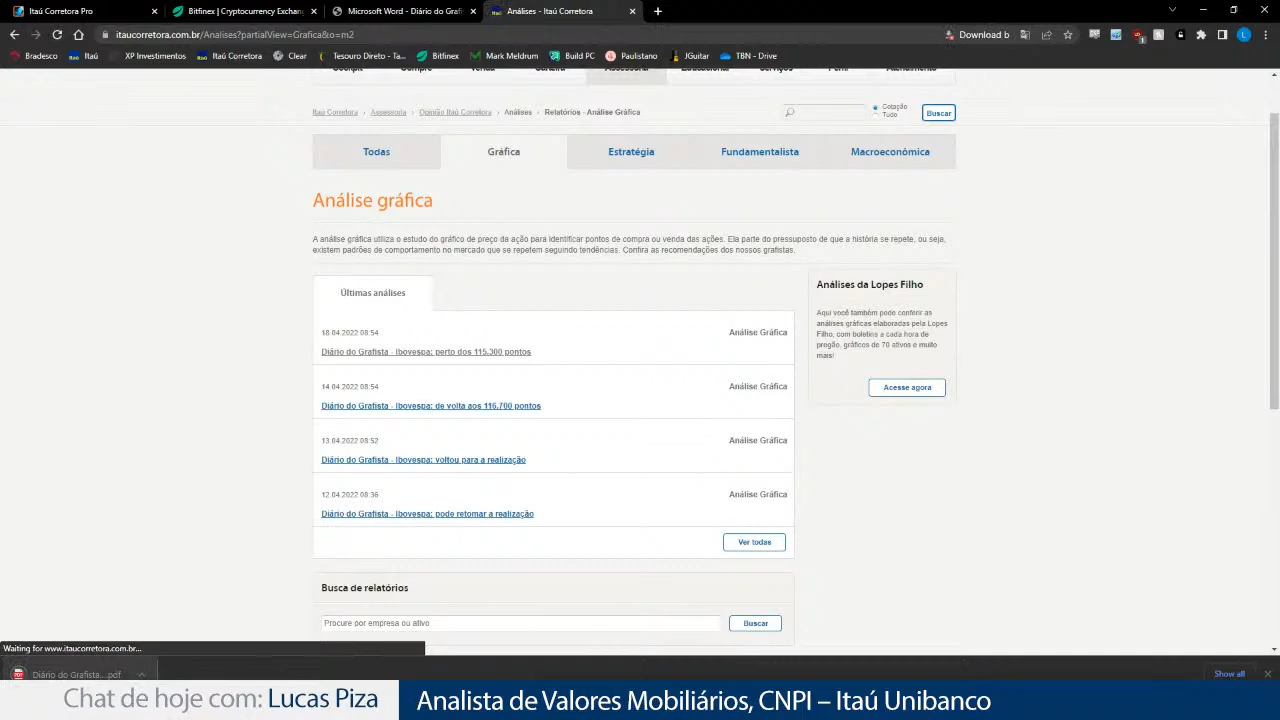 Itaú Corretora Pro
Bitfinex | Cryptocurrency Exchan
Microsoft Word - Diário do Grafi
Análises - Itaú Corretora
itaucorretora.com.br/Analises?partialView=Grafica&o=m2
Download b
Bradesco
Itaú
XP Investimentos
Itaú Corretora
Clear
Tesouro Direto - Ta...
Bitfinex
Mark Meldrum
Build PC
Paulistano
JGuitar
TBN - Drive
Itaú Corretora › Assessoria › Opinião Itaú Corretora › Análises › Relatórios - Análise Gráfica
Cotação
Tudo
Buscar
Todas
Gráfica
Estratégia
Fundamentalista
Macroeconômica
Análise gráfica
A análise gráfica utiliza o estudo do gráfico de preço da ação para identificar pontos de compra ou venda das ações. Ela parte do pressuposto de que a história se repete, ou seja,
existem padrões de comportamento no mercado que se repetem seguindo tendências. Confira as recomendações dos nossos grafistas.
Últimas análises
18.04.2022 08:54
Análise Gráfica
Diário do Grafista - Ibovespa: perto dos 115.300 pontos
14.04.2022 08:54
Análise Gráfica
Diário do Grafista - Ibovespa: de volta aos 116.700 pontos
13.04.2022 08:52
Análise Gráfica
Diário do Grafista - Ibovespa: voltou para a realização
12.04.2022 08:36
Análise Gráfica
Diário do Grafista - Ibovespa: pode retomar a realização
Ver todas
Análises da Lopes Filho
Aqui você também pode conferir as
análises gráficas elaboradas pela Lopes
Filho, com boletins a cada hora de
pregão, gráficos de 70 ativos e muito
mais!
Acesse agora
Busca de relatórios
Procure por empresa ou ativo
Buscar
Waiting for www.itaucorretora.com.br...
Diário do Grafista....pdf
Show all
Chat de hoje com: Lucas Piza
Analista de Valores Mobiliários, CNPI – Itaú Unibanco